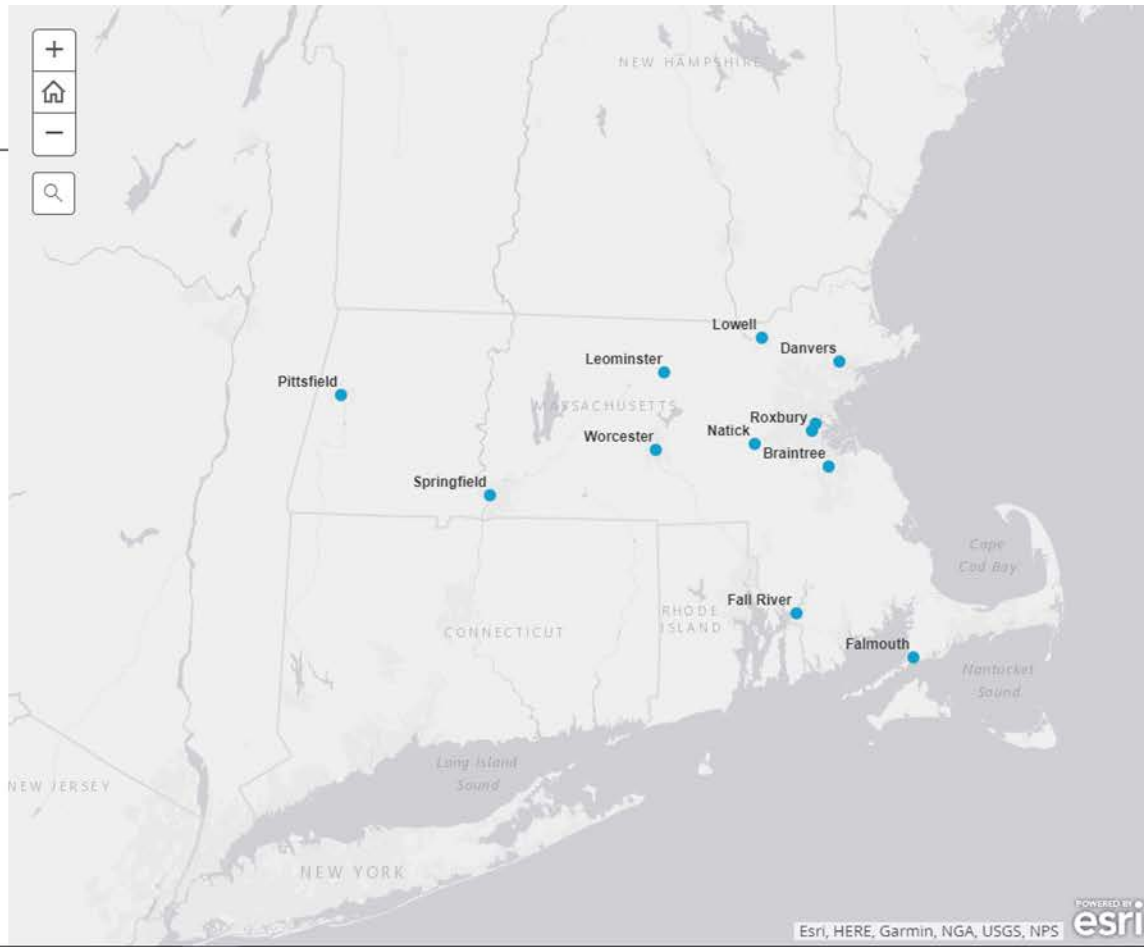 +
−
NEW HAMPSHIRE
Lowell
Danvers
Leominster
Pittsfield
MASSACHUSETTS
Roxbury
Natick
Worcester
Braintree
Springfield
Cape
Cod Bay
Fall River
RHODE
ISLAND
CONNECTICUT
Falmouth
Nantucket
Sound
Long Island
Sound
NEW JERSEY
NEW YORK
POWERED BY
esri
Esri, HERE, Garmin, NGA, USGS, NPS